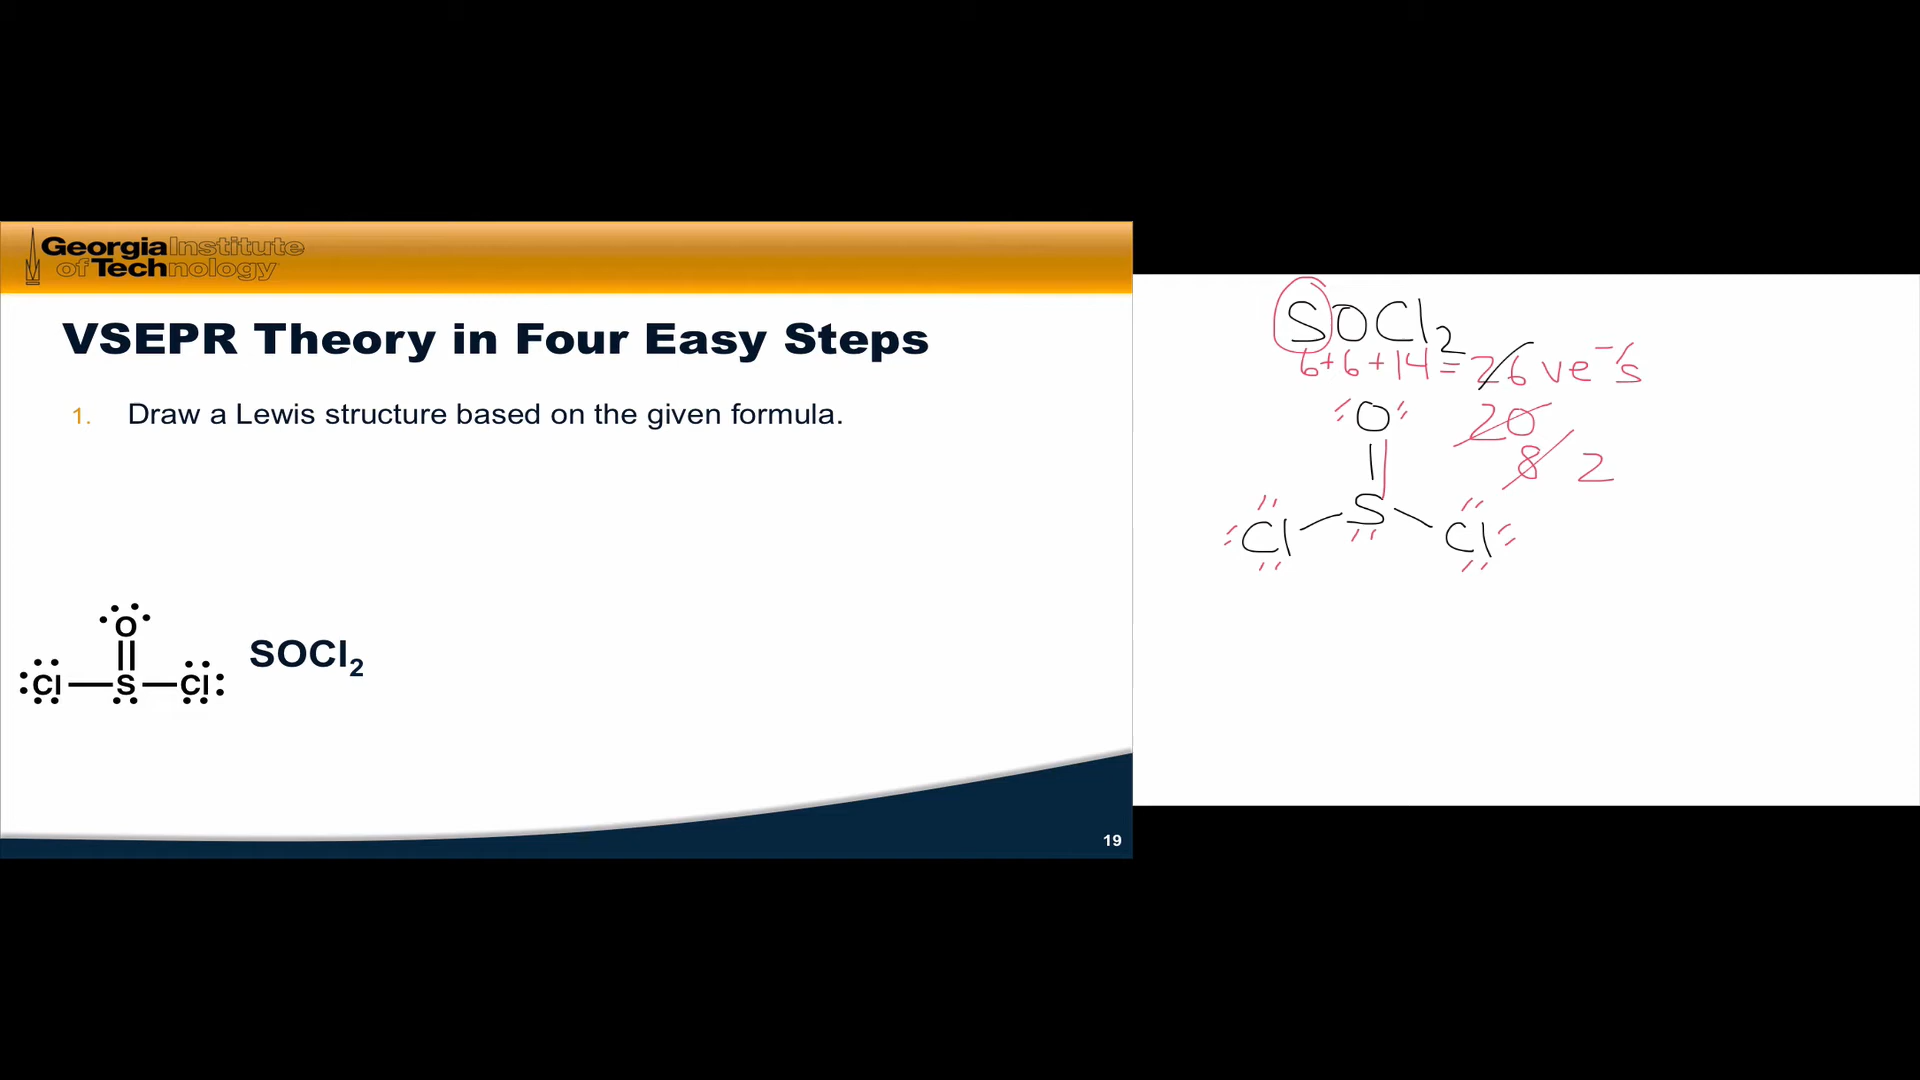 Georgia Institute
of Technology
VSEPR Theory in Four Easy Steps
1. Draw a Lewis structure based on the given formula.
O
Cl S Cl
SOCl₂
19
SOCl₂
6+6+14=26 ve⁻'s
O
20
8 2
S
Cl Cl